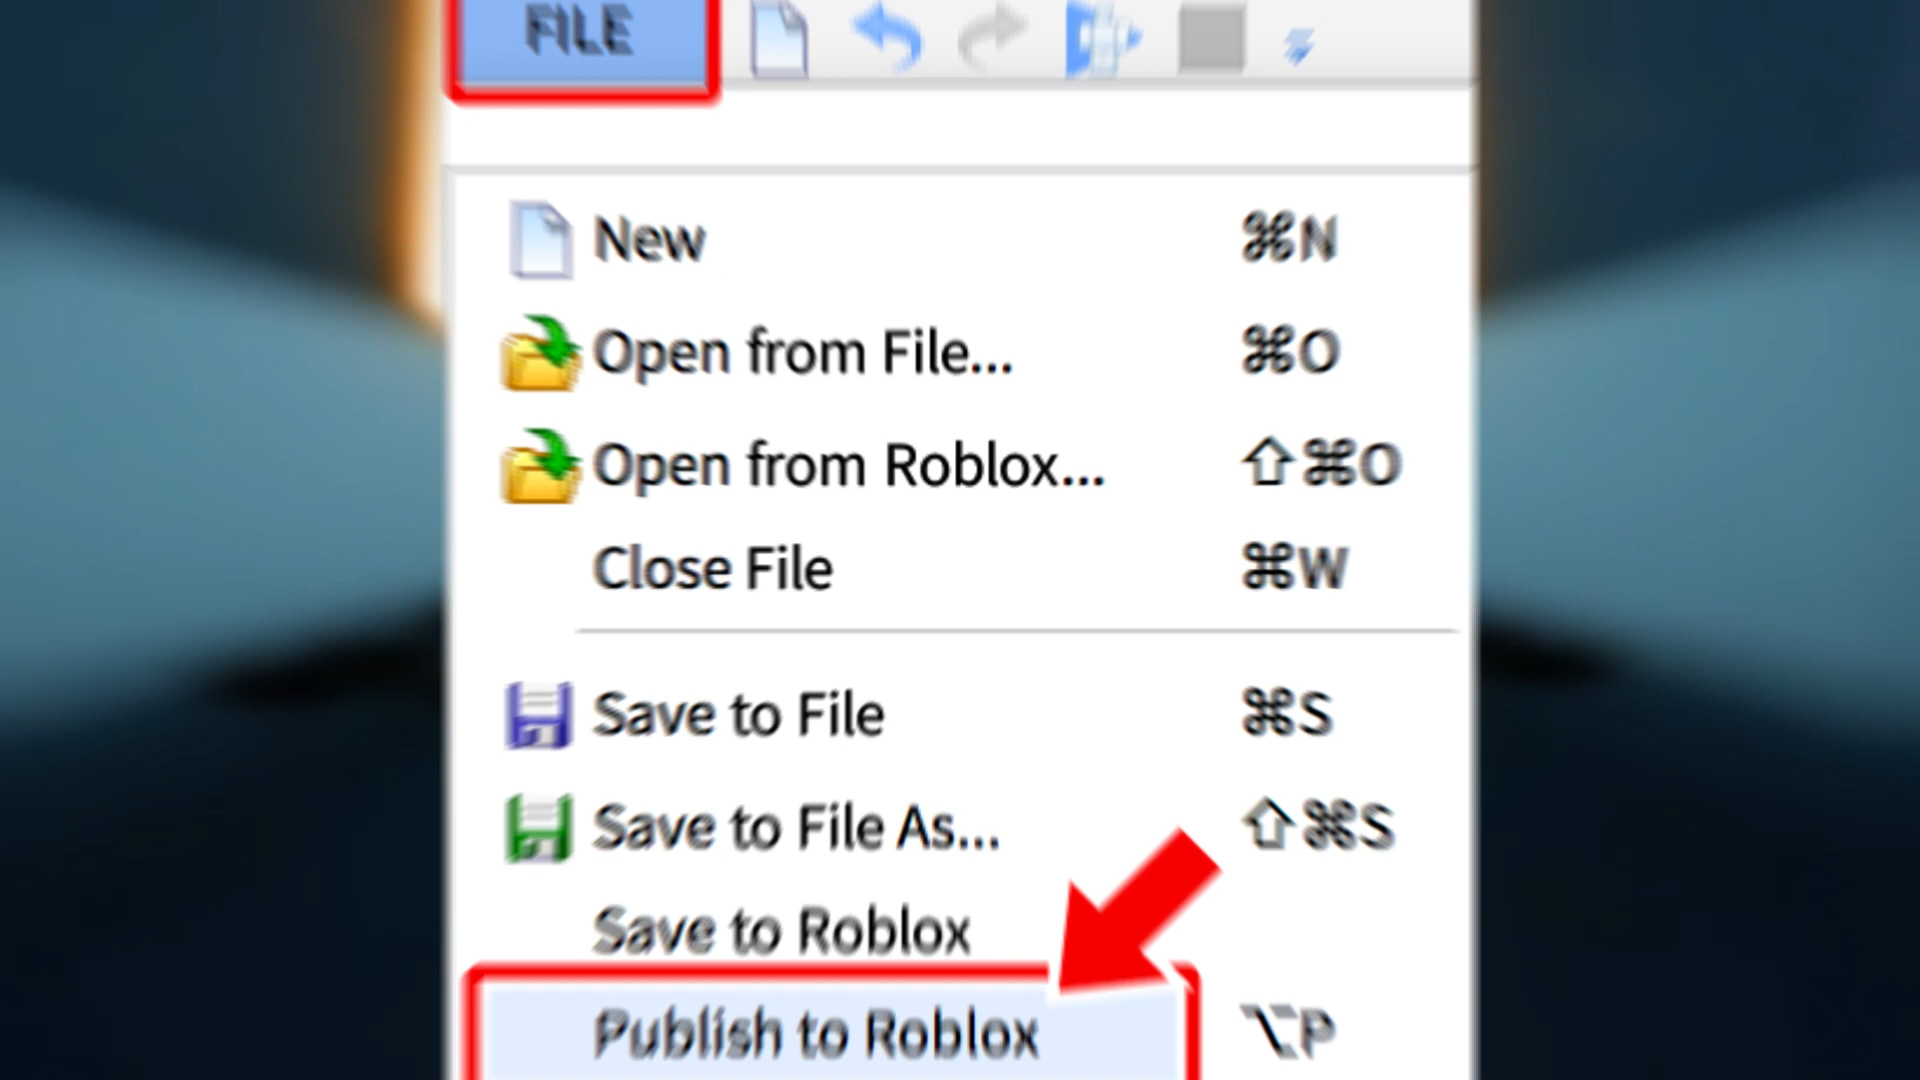 FILE
New ⌘N
Open from File... ⌘O
Open from Roblox... ⇧⌘O
Close File ⌘W
Save to File ⌘S
Save to File As... ⇧⌘S
Save to Roblox
Publish to Roblox ⌥P